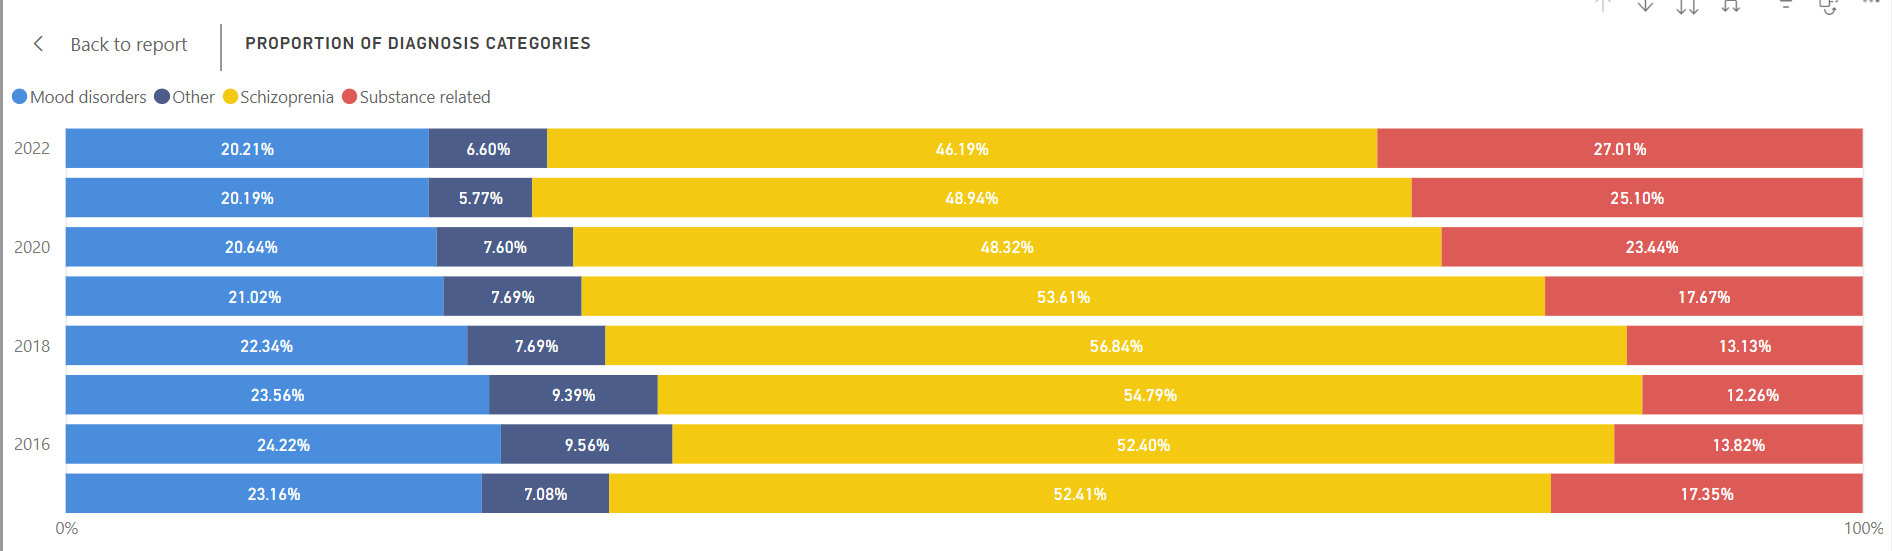 Back to report
PROPORTION OF DIAGNOSIS CATEGORIES
Mood disorders Other Schizoprenia Substance related
2022 20.21% 6.60% 46.19% 27.01%
20.19% 5.77% 48.94% 25.10%
2020 20.64% 7.60% 48.32% 23.44%
21.02% 7.69% 53.61% 17.67%
2018 22.34% 7.69% 56.84% 13.13%
23.56% 9.39% 54.79% 12.26%
2016 24.22% 9.56% 52.40% 13.82%
23.16% 7.08% 52.41% 17.35%
0% 100%